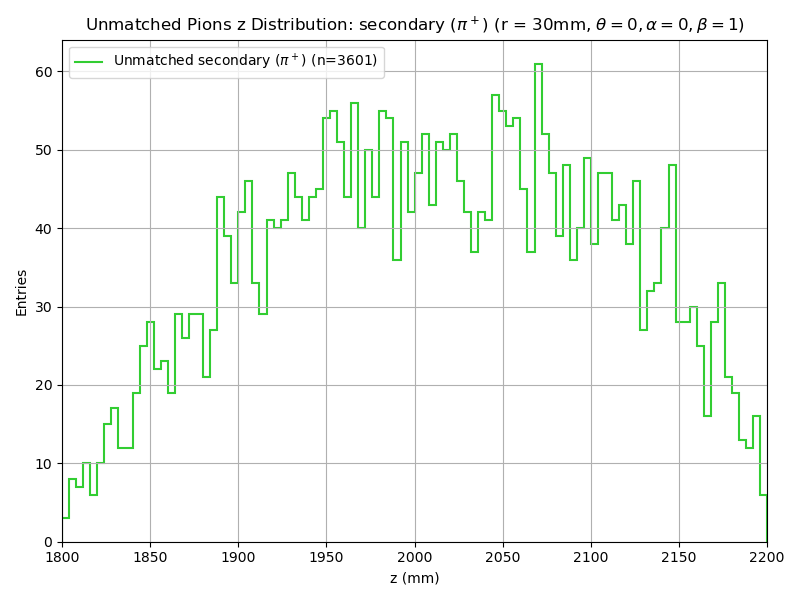 Unmatched Pions z Distribution: secondary (π⁺) (r = 30mm, θ = 0, α = 0, β = 1)
Unmatched secondary (π⁺) (n=3601)
Entries
60
50
40
30
20
10
0
1800 1850 1900 1950 2000 2050 2100 2150 2200
z (mm)